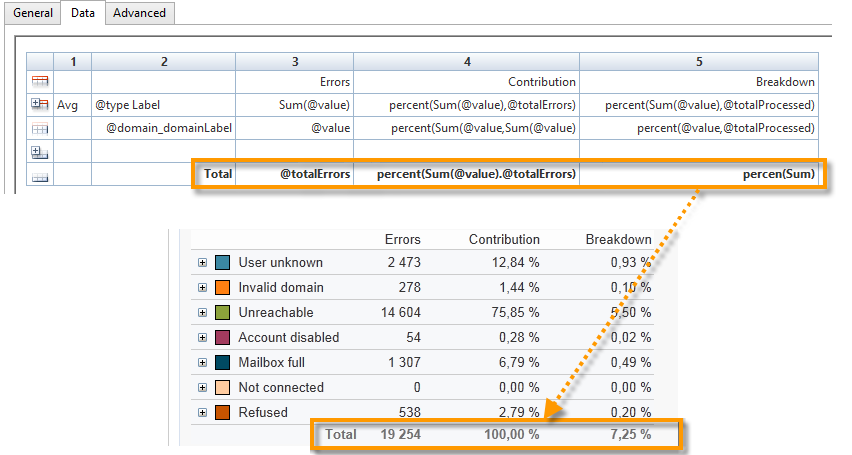 General Data Advanced
1 2 3 4 5
Errors Contribution Breakdown
Avg @type Label Sum(@value) percent(Sum(@value),@totalErrors) percent(Sum(@value),@totalProcessed)
@domain_domainLabel @value percent(Sum(@value,Sum(@value) percent(@value,@totalProcessed)
Total @totalErrors percent(Sum(@value).@totalErrors) percen(Sum)
Errors Contribution Breakdown
User unknown 2 473 12,84 % 0,93 %
Invalid domain 278 1,44 % 0,10 %
Unreachable 14 604 75,85 % 5,50 %
Account disabled 54 0,28 % 0,02 %
Mailbox full 1 307 6,79 % 0,49 %
Not connected 0 0,00 % 0,00 %
Refused 538 2,79 % 0,20 %
Total 19 254 100,00 % 7,25 %